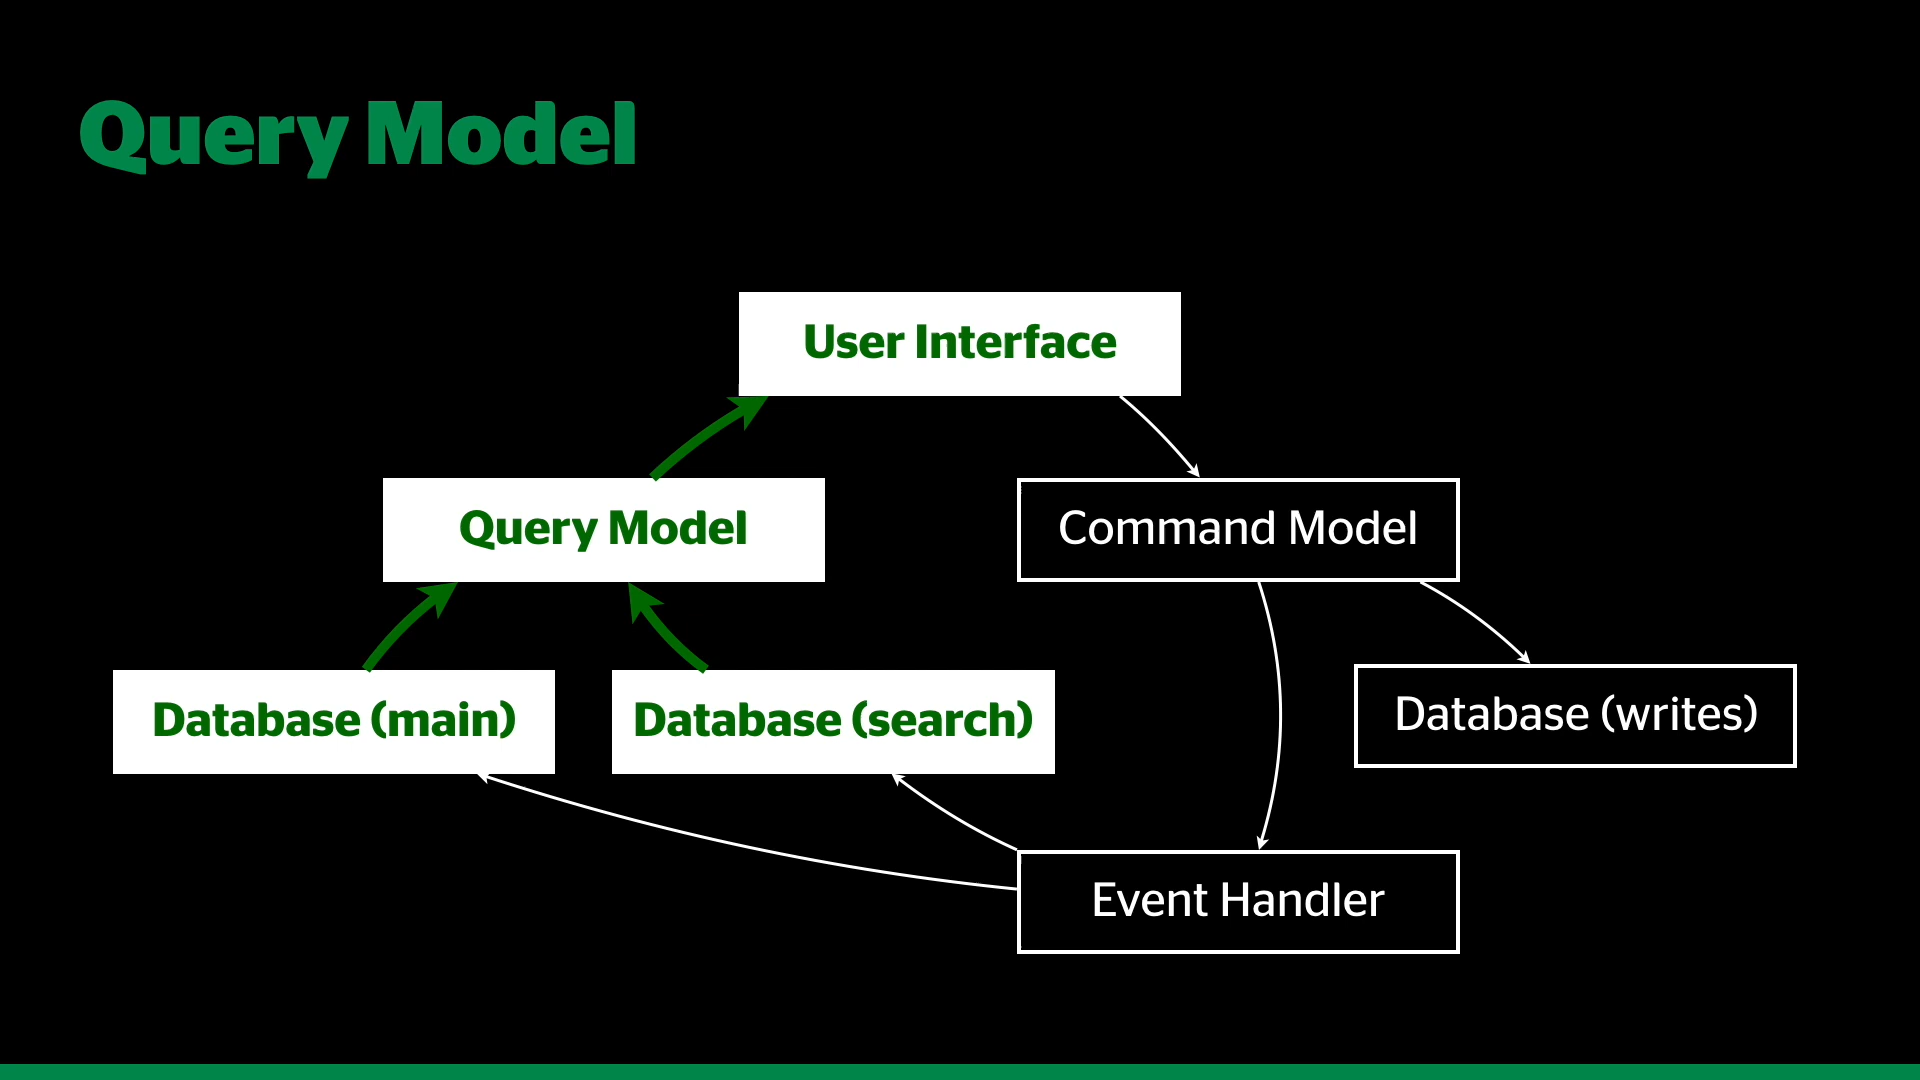 Query Model
User Interface
Query Model
Command Model
Database (main)
Database (search)
Database (writes)
Event Handler